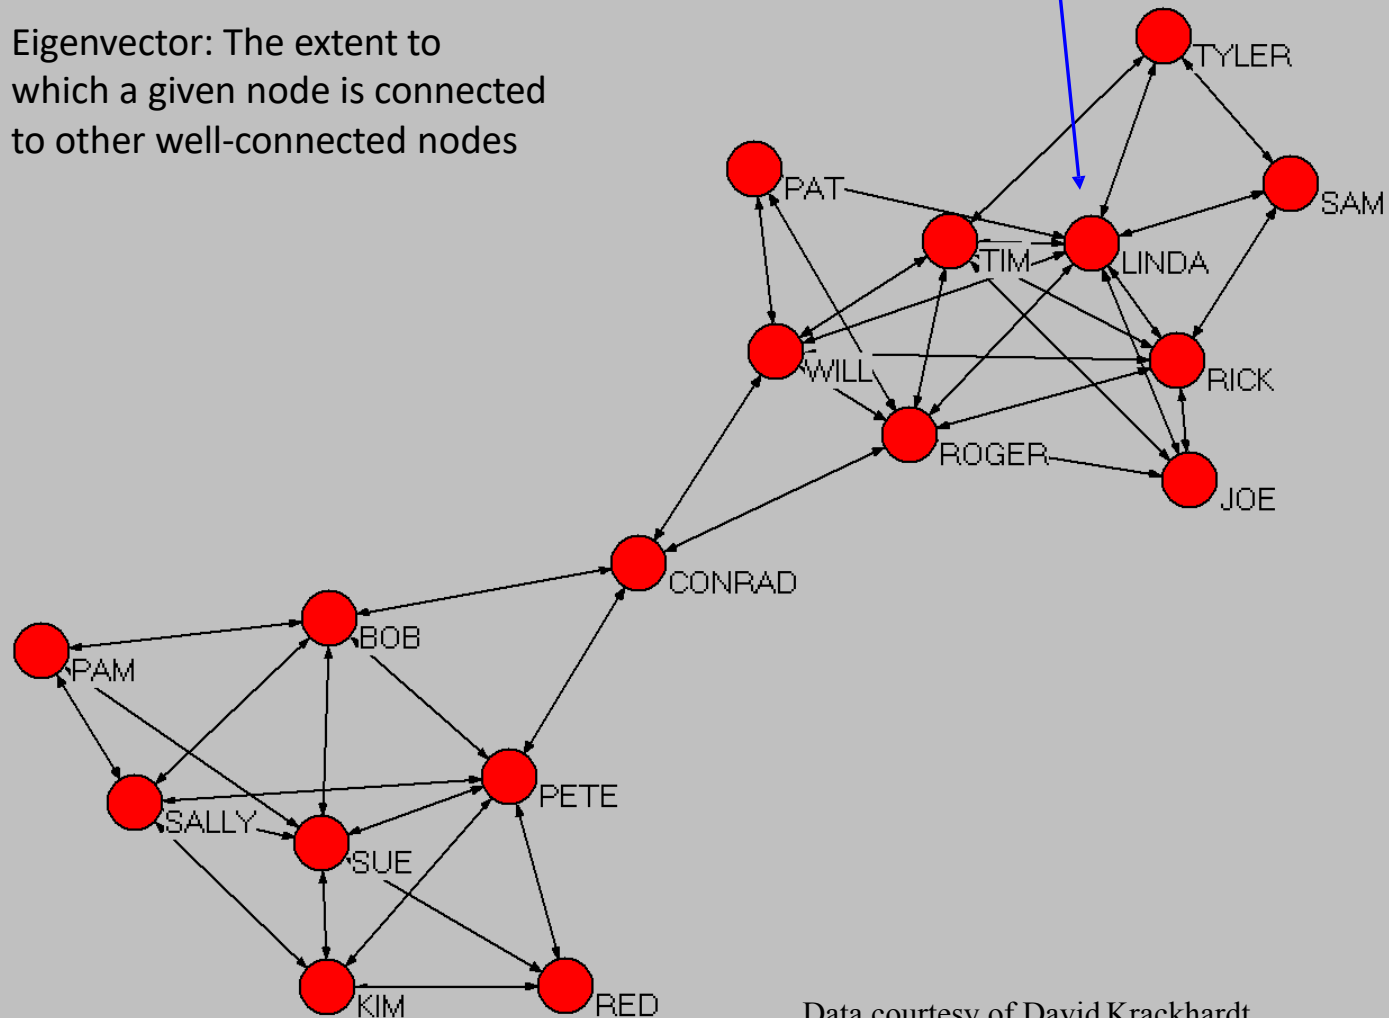 Eigenvector: The extent to
which a given node is connected
to other well-connected nodes
TYLER
PAT
SAM
TIM
LINDA
WILL
RICK
ROGER
JOE
CONRAD
BOB
PAM
PETE
SALLY
SUE
KIM
RED
Data courtesy of David Krackhardt